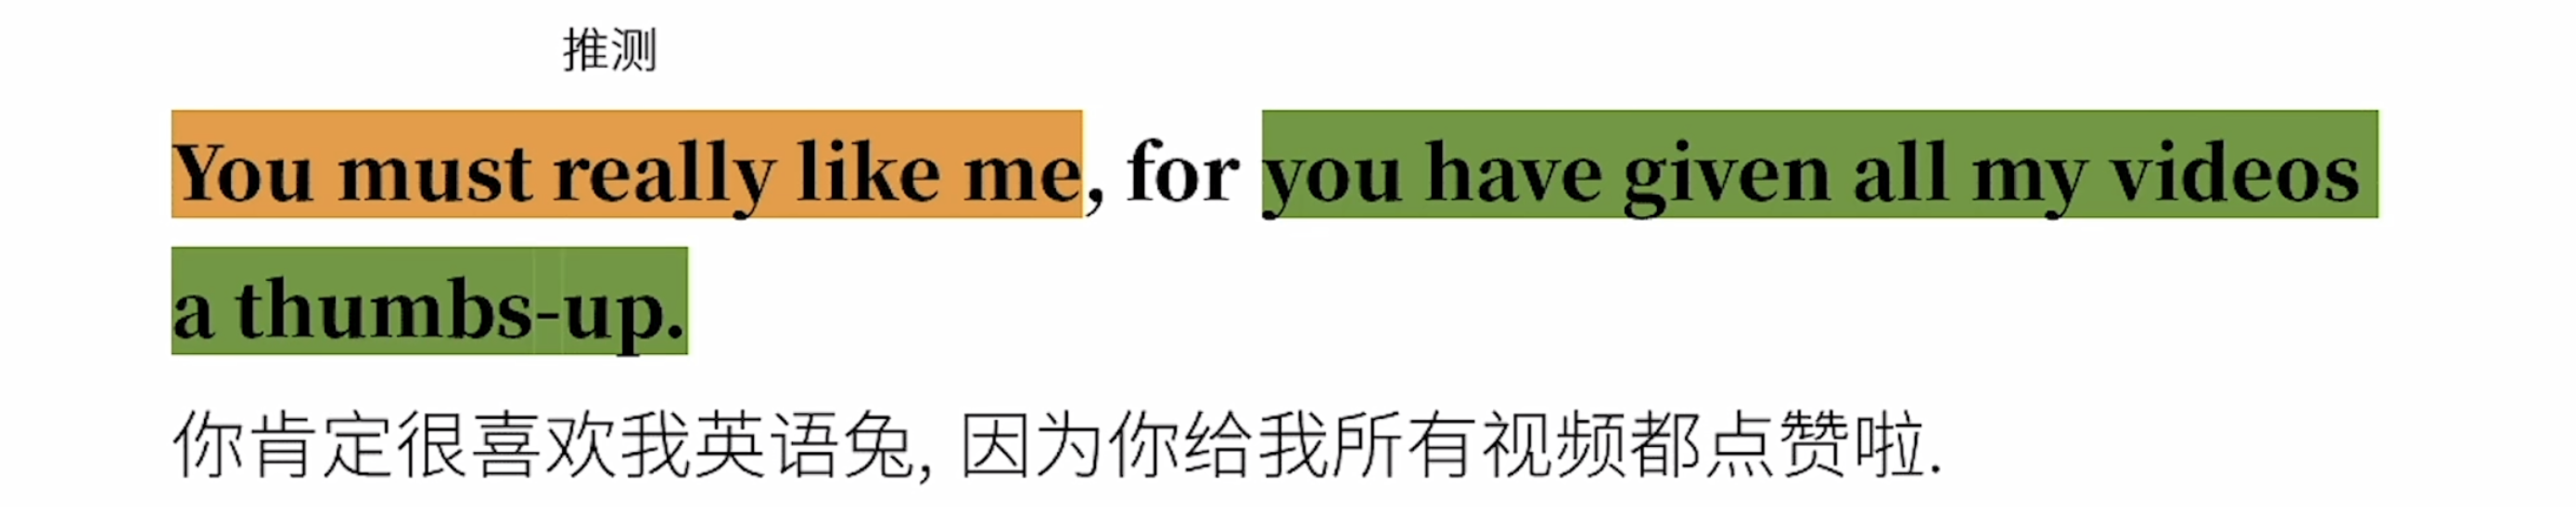 推测
You must really like me, for you have given all my videos
a thumbs-up.
你肯定很喜欢我英语兔, 因为你给我所有视频都点赞啦.